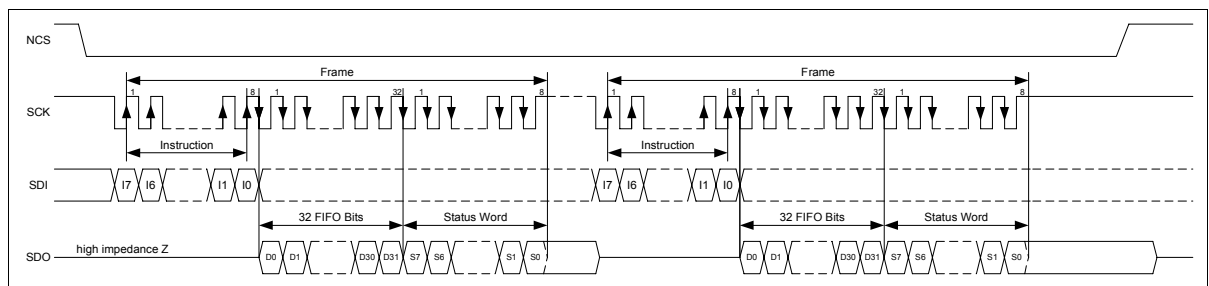 NCS
Frame Frame
1 8 1 32 1 8 1 8 1 32 1 8
SCK
Instruction Instruction
SDI I7 I6 I1 I0 I7 I6 I1 I0
32 FIFO Bits Status Word 32 FIFO Bits Status Word
high impedance Z
SDO D0 D1 D30 D31 S7 S6 S1 S0 D0 D1 D30 D31 S7 S6 S1 S0